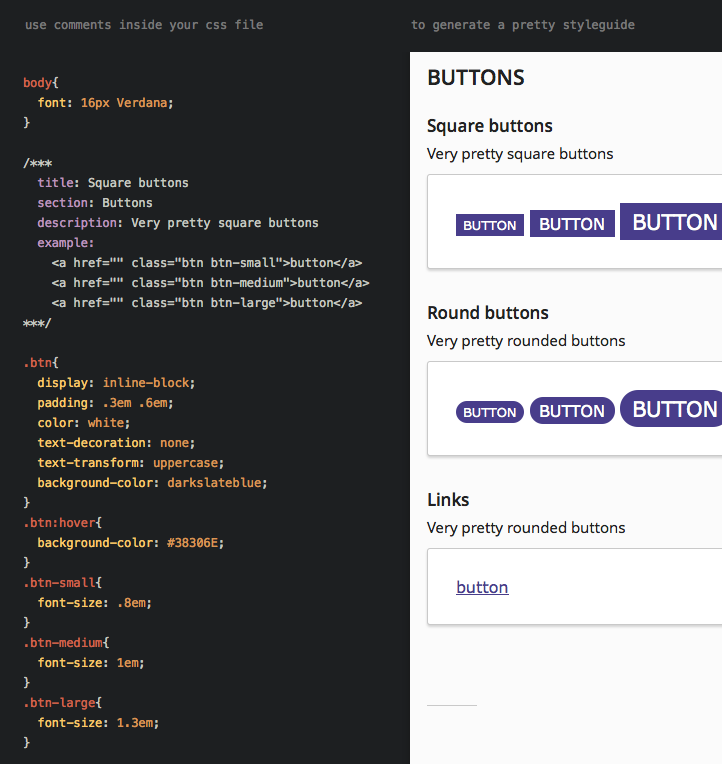 use comments inside your css file
to generate a pretty styleguide
body{
  font: 16px Verdana;
}
/***
  title: Square buttons
  section: Buttons
  description: Very pretty square buttons
  example:
    <a href="" class="btn btn-small">button</a>
    <a href="" class="btn btn-medium">button</a>
    <a href="" class="btn btn-large">button</a>
***/
.btn{
  display: inline-block;
  padding: .3em .6em;
  color: white;
  text-decoration: none;
  text-transform: uppercase;
  background-color: darkslateblue;
}
.btn:hover{
  background-color: #38306E;
}
.btn-small{
  font-size: .8em;
}
.btn-medium{
  font-size: 1em;
}
.btn-large{
  font-size: 1.3em;
}
BUTTONS
Square buttons
Very pretty square buttons
BUTTON BUTTON BUTTON
Round buttons
Very pretty rounded buttons
BUTTON BUTTON BUTTON
Links
Very pretty rounded buttons
button